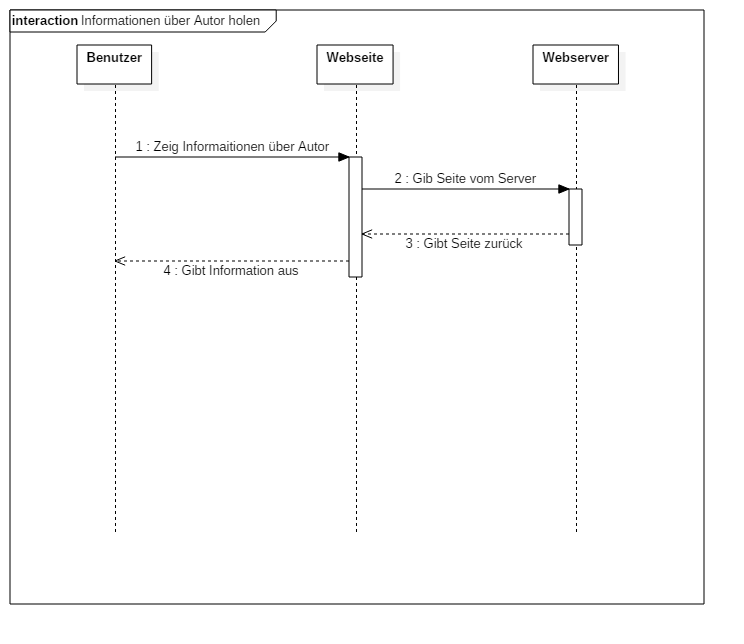 interaction Informationen über Autor holen
Benutzer Webseite Webserver
1 : Zeig Informaitionen über Autor
2 : Gib Seite vom Server
3 : Gibt Seite zurück
4 : Gibt Information aus